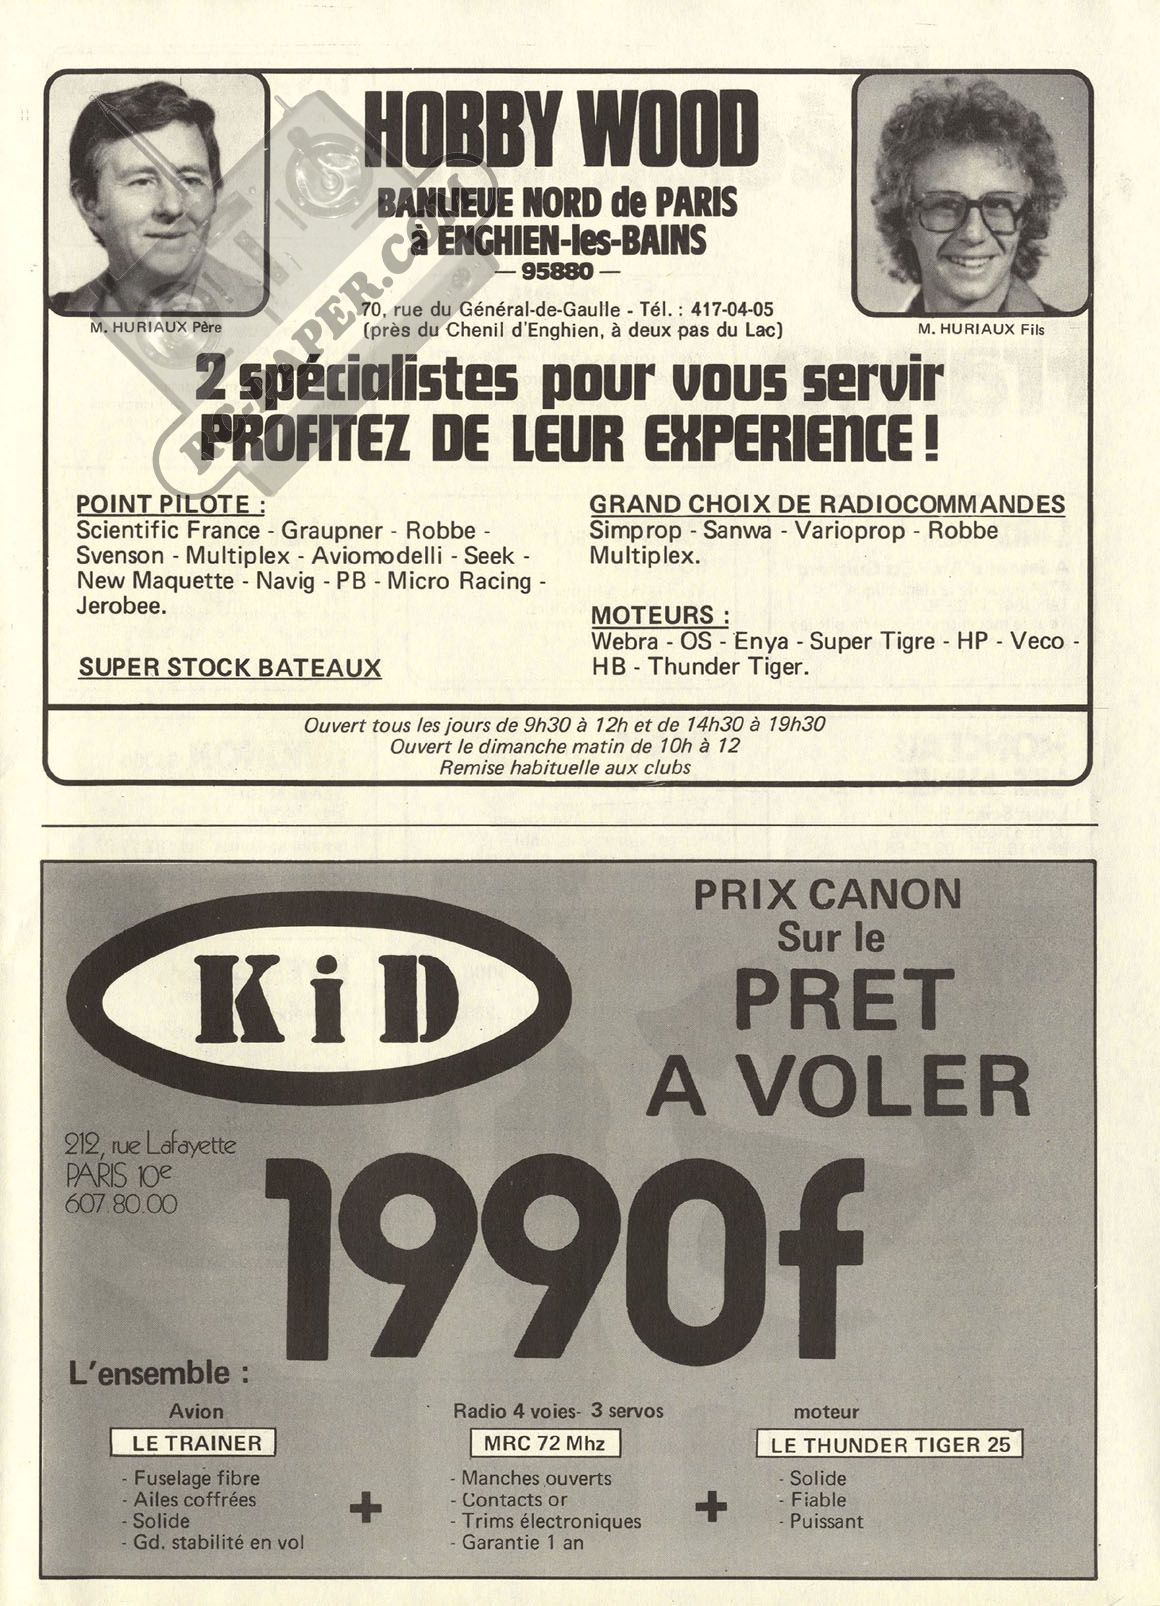 HOBBY WOOD
BANLIEUE NORD de PARIS
à ENGHIEN-les-BAINS
— 95880 —
70, rue du Général-de-Gaulle - Tél. : 417-04-05
(près du Chenil d'Enghien, à deux pas du Lac)
M. HURIAUX Père
M. HURIAUX Fils
RC-PAPER.COM
2 spécialistes pour vous servir
PROFITEZ DE LEUR EXPERIENCE !
POINT PILOTE :
Scientific France - Graupner - Robbe -
Svenson - Multiplex - Aviomodelli - Seek -
New Maquette - Navig - PB - Micro Racing -
Jerobee.
SUPER STOCK BATEAUX
GRAND CHOIX DE RADIOCOMMANDES
Simprop - Sanwa - Varioprop - Robbe
Multiplex.
MOTEURS :
Webra - OS - Enya - Super Tigre - HP - Veco -
HB - Thunder Tiger.
Ouvert tous les jours de 9h30 à 12h et de 14h30 à 19h30
Ouvert le dimanche matin de 10h à 12
Remise habituelle aux clubs
KiD
PRIX CANON
Sur le
PRET
A VOLER
212, rue Lafayette
PARIS 10e
607.80.00
1990f
L'ensemble :
Avion
LE TRAINER
- Fuselage fibre
- Ailes coffrées
- Solide
- Gd. stabilité en vol
+
Radio 4 voies- 3 servos
MRC 72 Mhz
- Manches ouverts
- Contacts or
- Trims électroniques
- Garantie 1 an
+
moteur
LE THUNDER TIGER 25
- Solide
- Fiable
- Puissant